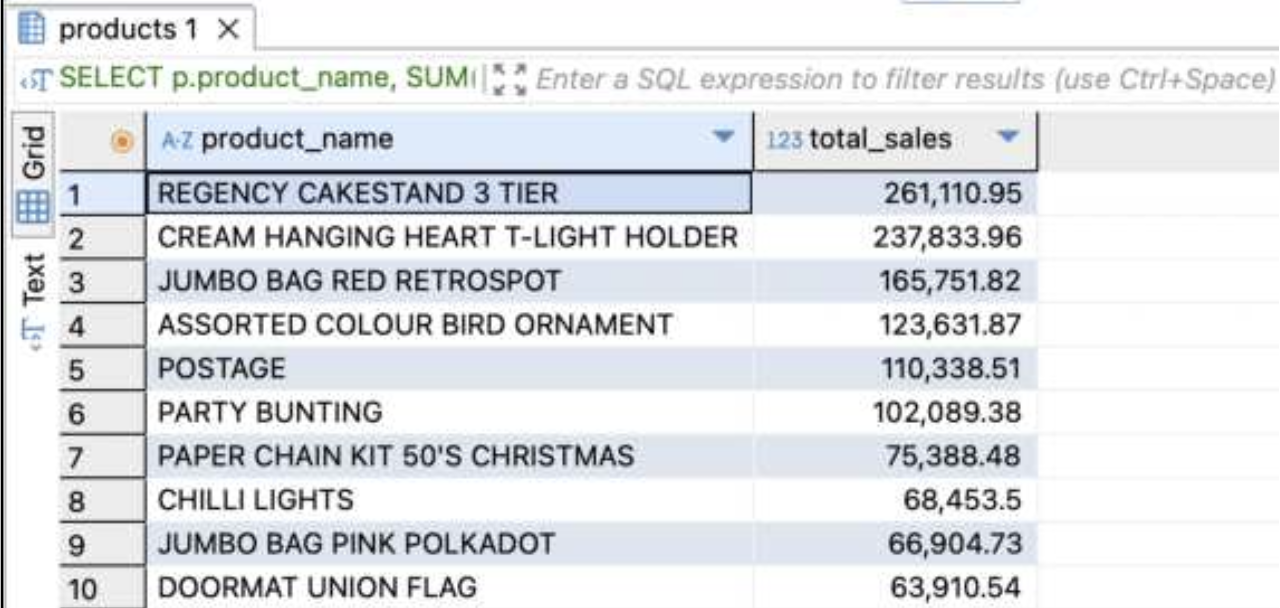 products 1
SELECT p.product_name, SUM( Enter a SQL expression to filter results (use Ctrl+Space)
Grid
Text
A-Z product_name 123 total_sales
1 REGENCY CAKESTAND 3 TIER 261,110.95
2 CREAM HANGING HEART T-LIGHT HOLDER 237,833.96
3 JUMBO BAG RED RETROSPOT 165,751.82
4 ASSORTED COLOUR BIRD ORNAMENT 123,631.87
5 POSTAGE 110,338.51
6 PARTY BUNTING 102,089.38
7 PAPER CHAIN KIT 50'S CHRISTMAS 75,388.48
8 CHILLI LIGHTS 68,453.5
9 JUMBO BAG PINK POLKADOT 66,904.73
10 DOORMAT UNION FLAG 63,910.54